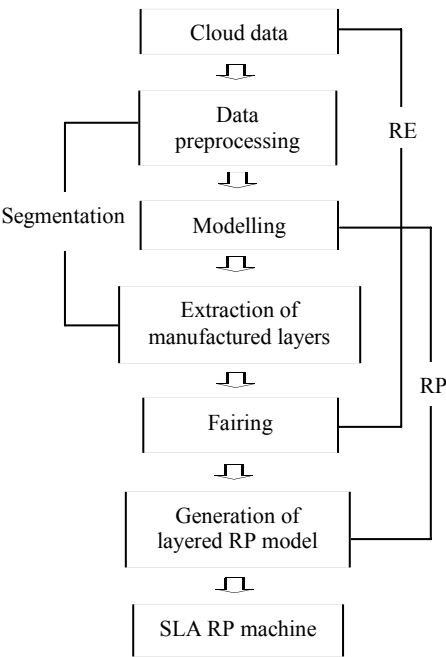 Cloud data
Data
preprocessing
RE
Segmentation
Modelling
Extraction of
manufactured layers
RP
Fairing
Generation of
layered RP model
SLA RP machine